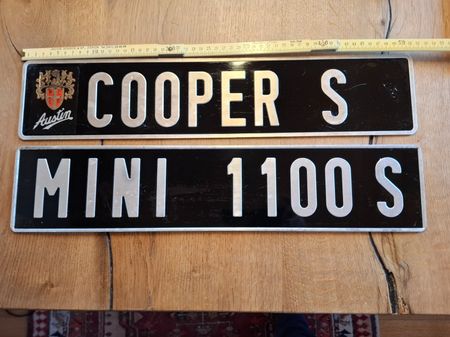 COOPER S
Austin
MINI 1100 S